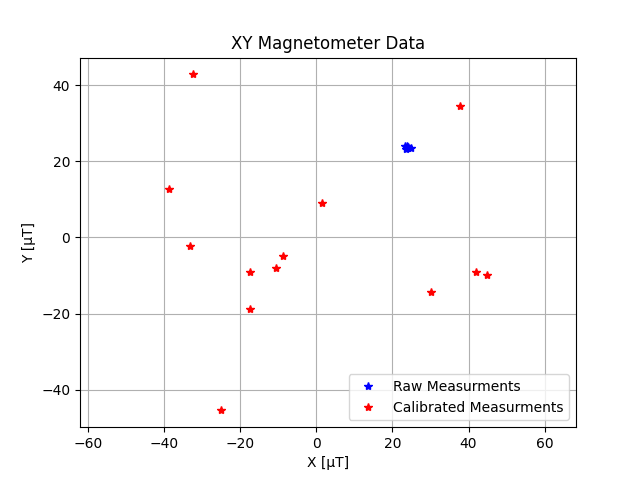 XY Magnetometer Data
40
20
0
−20
−40
Y [μT]
−60
−40
−20
0
20
40
60
X [μT]
Raw Measurments
Calibrated Measurments